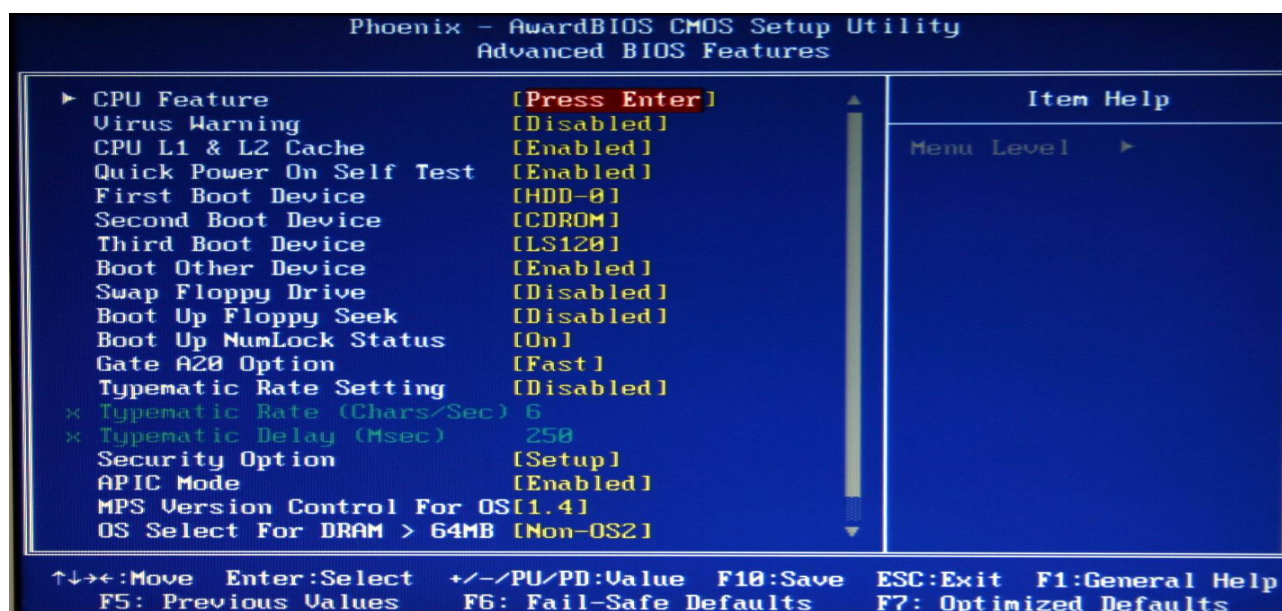 Phoenix - AwardBIOS CMOS Setup Utility
Advanced BIOS Features
CPU Feature [Press Enter]
Virus Warning [Disabled]
CPU L1 & L2 Cache [Enabled]
Quick Power On Self Test [Enabled]
First Boot Device [HDD-0]
Second Boot Device [CDROM]
Third Boot Device [LS120]
Boot Other Device [Enabled]
Swap Floppy Drive [Disabled]
Boot Up Floppy Seek [Disabled]
Boot Up NumLock Status [On]
Gate A20 Option [Fast]
Typematic Rate Setting [Disabled]
x Typematic Rate (Chars/Sec) 6
x Typematic Delay (Msec) 250
Security Option [Setup]
APIC Mode [Enabled]
MPS Version Control For OS[1.4]
OS Select For DRAM > 64MB [Non-OS2]
Item Help
Menu Level
↑↓→←:Move Enter:Select +/-/PU/PD:Value F10:Save ESC:Exit F1:General Help
F5: Previous Values F6: Fail-Safe Defaults F7: Optimized Defaults